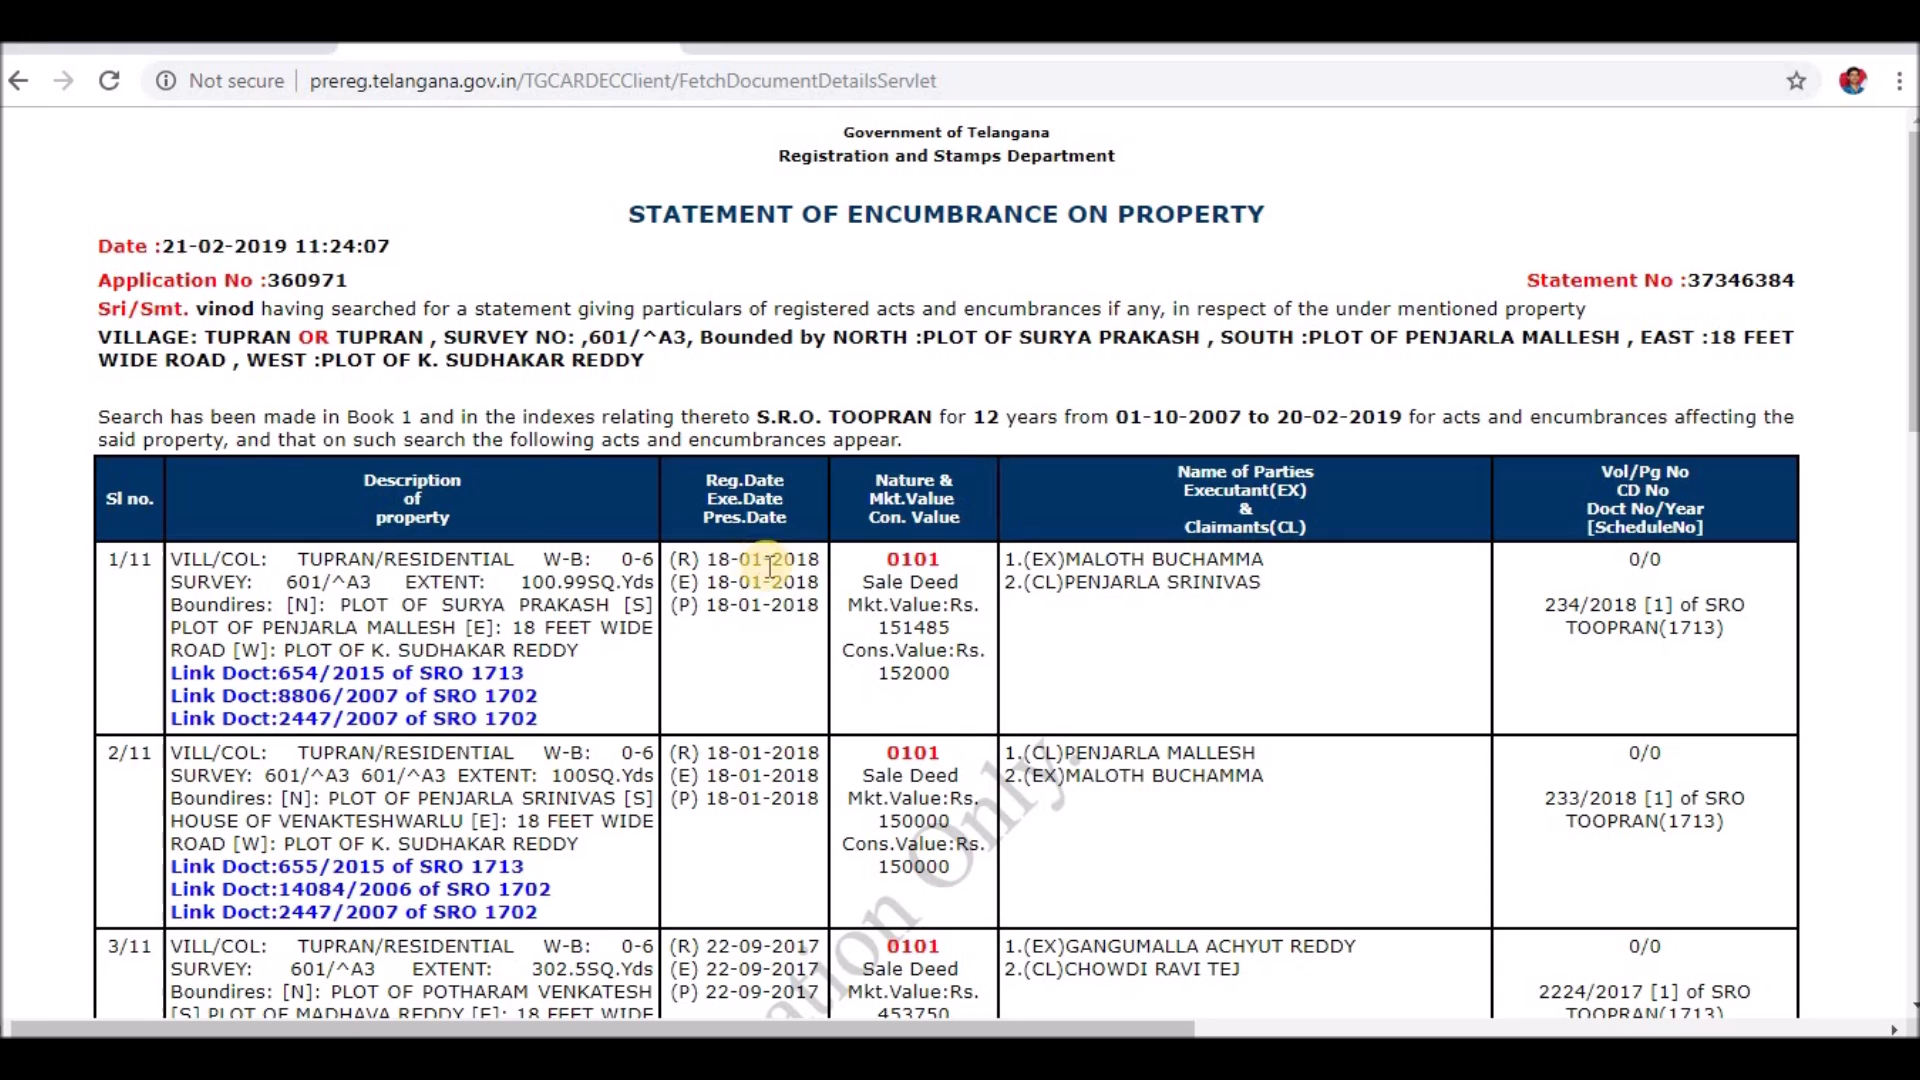 Not secure | prereg.telangana.gov.in/TGCARDECClient/FetchDocumentDetailsServlet
Government of Telangana
Registration and Stamps Department
STATEMENT OF ENCUMBRANCE ON PROPERTY
Date :21-02-2019 11:24:07
Application No :360971
Statement No :37346384
Sri/Smt. vinod having searched for a statement giving particulars of registered acts and encumbrances if any, in respect of the under mentioned property
VILLAGE: TUPRAN OR TUPRAN , SURVEY NO: ,601/^A3, Bounded by NORTH :PLOT OF SURYA PRAKASH , SOUTH :PLOT OF PENJARLA MALLESH , EAST :18 FEET
WIDE ROAD , WEST :PLOT OF K. SUDHAKAR REDDY
Search has been made in Book 1 and in the indexes relating thereto S.R.O. TOOPRAN for 12 years from 01-10-2007 to 20-02-2019 for acts and encumbrances affecting the
said property, and that on such search the following acts and encumbrances appear.
Sl no.
Description
of
property
Reg.Date
Exe.Date
Pres.Date
Nature &
Mkt.Value
Con. Value
Name of Parties
Executant(EX)
&
Claimants(CL)
Vol/Pg No
CD No
Doct No/Year
[ScheduleNo]
1/11
VILL/COL: TUPRAN/RESIDENTIAL W-B: 0-6
SURVEY: 601/^A3 EXTENT: 100.99SQ.Yds
Boundires: [N]: PLOT OF SURYA PRAKASH [S]
PLOT OF PENJARLA MALLESH [E]: 18 FEET WIDE
ROAD [W]: PLOT OF K. SUDHAKAR REDDY
Link Doct:654/2015 of SRO 1713
Link Doct:8806/2007 of SRO 1702
Link Doct:2447/2007 of SRO 1702
(R) 18-01-2018
(E) 18-01-2018
(P) 18-01-2018
0101
Sale Deed
Mkt.Value:Rs.
151485
Cons.Value:Rs.
152000
1.(EX)MALOTH BUCHAMMA
2.(CL)PENJARLA SRINIVAS
0/0
234/2018 [1] of SRO
TOOPRAN(1713)
2/11
VILL/COL: TUPRAN/RESIDENTIAL W-B: 0-6
SURVEY: 601/^A3 601/^A3 EXTENT: 100SQ.Yds
Boundires: [N]: PLOT OF PENJARLA SRINIVAS [S]
HOUSE OF VENAKTESHWARLU [E]: 18 FEET WIDE
ROAD [W]: PLOT OF K. SUDHAKAR REDDY
Link Doct:655/2015 of SRO 1713
Link Doct:14084/2006 of SRO 1702
Link Doct:2447/2007 of SRO 1702
(R) 18-01-2018
(E) 18-01-2018
(P) 18-01-2018
0101
Sale Deed
Mkt.Value:Rs.
150000
Cons.Value:Rs.
150000
1.(CL)PENJARLA MALLESH
2.(EX)MALOTH BUCHAMMA
0/0
233/2018 [1] of SRO
TOOPRAN(1713)
3/11
VILL/COL: TUPRAN/RESIDENTIAL W-B: 0-6
SURVEY: 601/^A3 EXTENT: 302.5SQ.Yds
Boundires: [N]: PLOT OF POTHARAM VENKATESH
[S] PLOT OF MADHAVA REDDY [E]: 18 FEET WIDE
(R) 22-09-2017
(E) 22-09-2017
(P) 22-09-2017
0101
Sale Deed
Mkt.Value:Rs.
453750
1.(EX)GANGUMALLA ACHYUT REDDY
2.(CL)CHOWDI RAVI TEJ
0/0
2224/2017 [1] of SRO
TOOPRAN(1713)
ation Only.